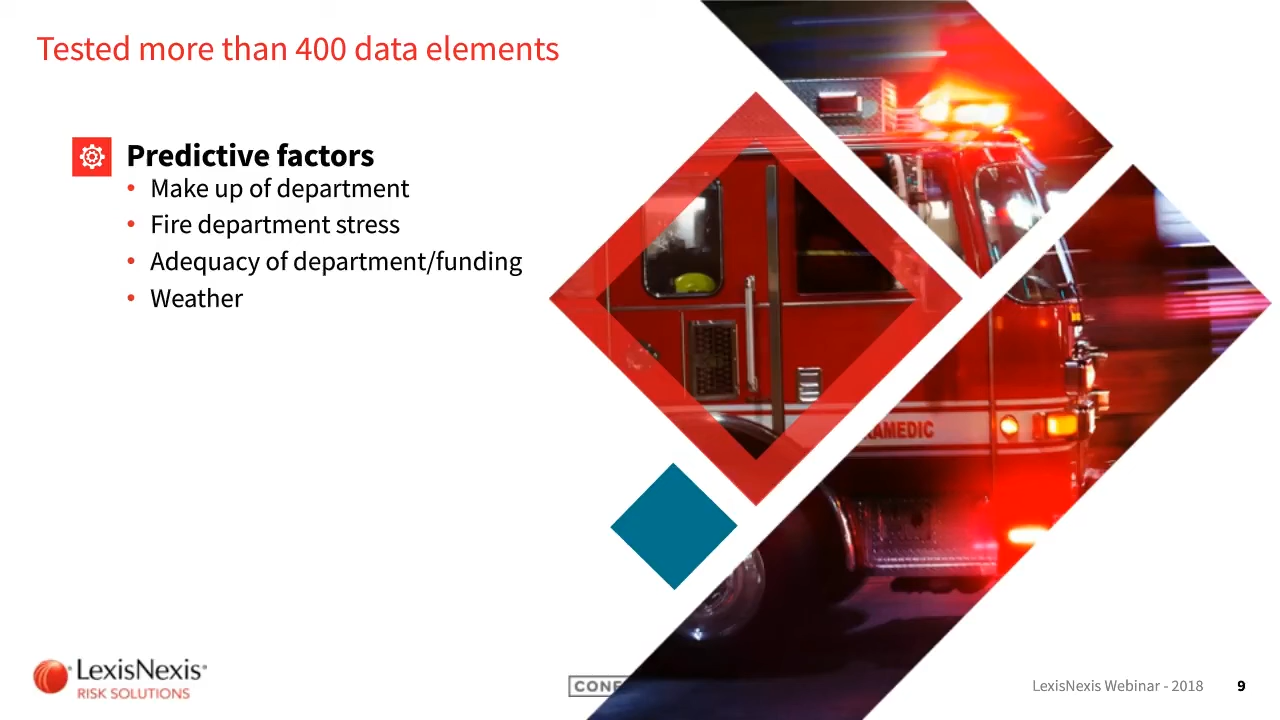 Tested more than 400 data elements
Predictive factors
• Make up of department
• Fire department stress
• Adequacy of department/funding
• Weather
LexisNexis®
RISK SOLUTIONS
LexisNexis Webinar - 2018
9